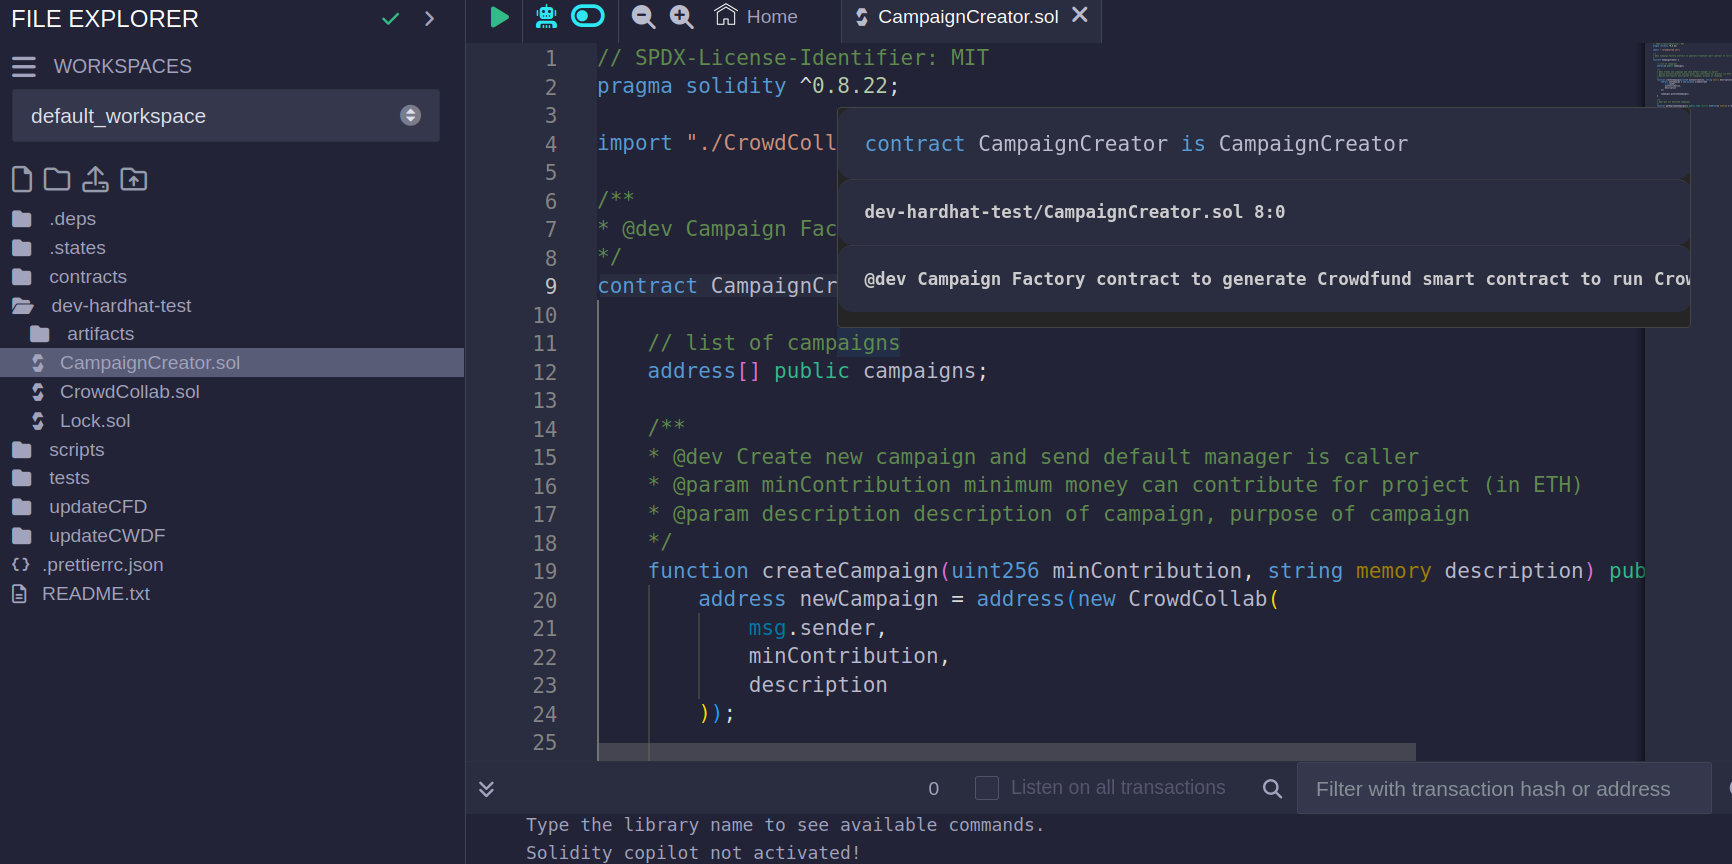 FILE EXPLORER
WORKSPACES
default_workspace
.deps
.states
contracts
dev-hardhat-test
artifacts
CampaignCreator.sol
CrowdCollab.sol
Lock.sol
scripts
tests
updateCFD
updateCWDF
{} .prettierrc.json
README.txt
Home
CampaignCreator.sol
1 // SPDX-License-Identifier: MIT
2 pragma solidity ^0.8.22;
3
4 import "./CrowdColl
5
6 /**
7 * @dev Campaign Fac
8 */
9 contract CampaignCr
10
11 // list of campaigns
12 address[] public campaigns;
13
14 /**
15 * @dev Create new campaign and send default manager is caller
16 * @param minContribution minimum money can contribute for project (in ETH)
17 * @param description description of campaign, purpose of campaign
18 */
19 function createCampaign(uint256 minContribution, string memory description) pub
20 address newCampaign = address(new CrowdCollab(
21 msg.sender,
22 minContribution,
23 description
24 ));
25
contract CampaignCreator is CampaignCreator
dev-hardhat-test/CampaignCreator.sol 8:0
@dev Campaign Factory contract to generate Crowdfund smart contract to run Crow
0
Listen on all transactions
Filter with transaction hash or address
Type the library name to see available commands.
Solidity copilot not activated!